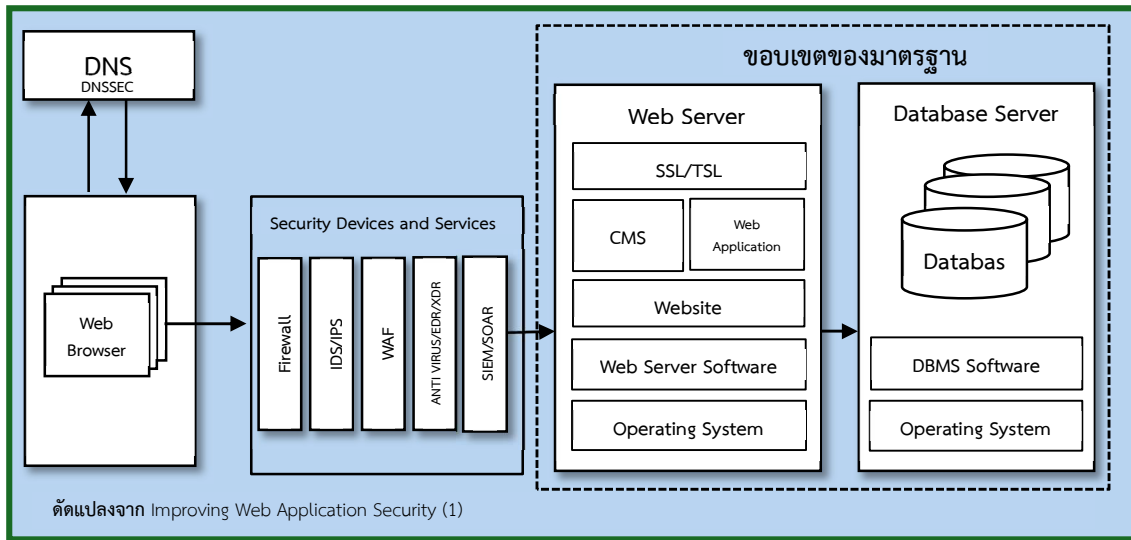 DNS
DNSSEC
Web
Browser
Security Devices and Services
Firewall
IDS/IPS
WAF
ANTI VIRUS/EDR/XDR
SIEM/SOAR
ขอบเขตของมาตรฐาน
Web Server
SSL/TSL
CMS
Web
Application
Website
Web Server Software
Operating System
Database Server
Databas
DBMS Software
Operating System
ดัดแปลงจาก Improving Web Application Security (1)